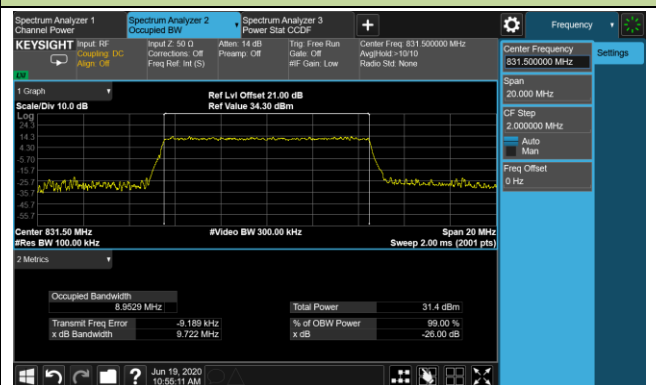 Spectrum Analyzer 1
Channel Power
Spectrum Analyzer 2
Occupied BW
Spectrum Analyzer 3
Power Stat CCDF
+
Frequency
KEYSIGHT
Input: RF
Coupling: DC
Align: Off
Input Z: 50 Ω
Corrections: Off
Freq Ref: Int (S)
Atten: 14 dB
Preamp: Off
Trig: Free Run
Gate: Off
#IF Gain: Low
Center Freq: 831.500000 MHz
Avg|Hold:>10/10
Radio Std: None
Center Frequency
831.500000 MHz
Settings
Span
20.000 MHz
CF Step
2.000000 MHz
Auto
Man
Freq Offset
0 Hz
1 Graph
Scale/Div 10.0 dB
Ref Lvl Offset 21.00 dB
Ref Value 34.30 dBm
Log
24.3
14.3
4.30
-5.70
-15.7
-25.7
-35.7
-45.7
-55.7
Center 831.50 MHz
#Res BW 100.00 kHz
#Video BW 300.00 kHz
Span 20 MHz
Sweep 2.00 ms (2001 pts)
2 Metrics
Occupied Bandwidth
8.9529 MHz
Total Power 31.4 dBm
Transmit Freq Error -9.189 kHz
% of OBW Power 99.00 %
x dB Bandwidth 9.722 MHz
x dB -26.00 dB
?
Jun 19, 2020
10:55:11 AM